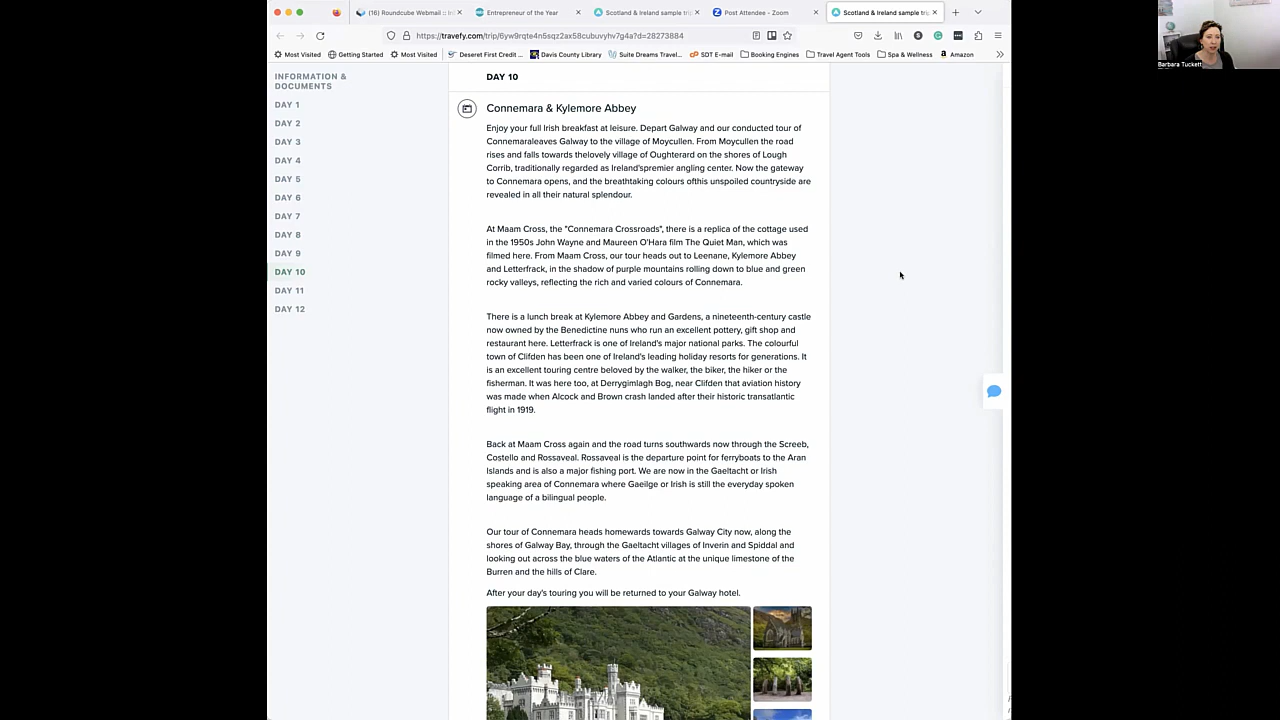 (16) Roundcube Webmail :: In
Entrepreneur of the Year
Scotland & Ireland sample tri
Post Attendee - Zoom
Scotland & Ireland sample tri
https://travefy.com/trip/6yw9rqte4n5sqz2ax58cubuvyhv7g4a?d=28273884
Most Visited
Getting Started
Most Visited
Deseret First Credit ...
Davis County Library
Suite Dreams Travel...
SDT E-mail
Booking Engines
Travel Agent Tools
Spa & Wellness
Amazon
Barbara Tuckett
INFORMATION &
DOCUMENTS
DAY 1
DAY 2
DAY 3
DAY 4
DAY 5
DAY 6
DAY 7
DAY 8
DAY 9
DAY 10
DAY 11
DAY 12
DAY 10
Connemara & Kylemore Abbey
Enjoy your full Irish breakfast at leisure. Depart Galway and our conducted tour of
Connemaraleaves Galway to the village of Moycullen. From Moycullen the road
rises and falls towards thelovely village of Oughterard on the shores of Lough
Corrib, traditionally regarded as Ireland'spremier angling center. Now the gateway
to Connemara opens, and the breathtaking colours ofthis unspoiled countryside are
revealed in all their natural splendour.
At Maam Cross, the "Connemara Crossroads", there is a replica of the cottage used
in the 1950s John Wayne and Maureen O'Hara film The Quiet Man, which was
filmed here. From Maam Cross, our tour heads out to Leenane, Kylemore Abbey
and Letterfrack, in the shadow of purple mountains rolling down to blue and green
rocky valleys, reflecting the rich and varied colours of Connemara.
There is a lunch break at Kylemore Abbey and Gardens, a nineteenth-century castle
now owned by the Benedictine nuns who run an excellent pottery, gift shop and
restaurant here. Letterfrack is one of Ireland's major national parks. The colourful
town of Clifden has been one of Ireland's leading holiday resorts for generations. It
is an excellent touring centre beloved by the walker, the biker, the hiker or the
fisherman. It was here too, at Derrygimlagh Bog, near Clifden that aviation history
was made when Alcock and Brown crash landed after their historic transatlantic
flight in 1919.
Back at Maam Cross again and the road turns southwards now through the Screeb,
Costello and Rossaveal. Rossaveal is the departure point for ferryboats to the Aran
Islands and is also a major fishing port. We are now in the Gaeltacht or Irish
speaking area of Connemara where Gaeilge or Irish is still the everyday spoken
language of a bilingual people.
Our tour of Connemara heads homewards towards Galway City now, along the
shores of Galway Bay, through the Gaeltacht villages of Inverin and Spiddal and
looking out across the blue waters of the Atlantic at the unique limestone of the
Burren and the hills of Clare.
After your day's touring you will be returned to your Galway hotel.